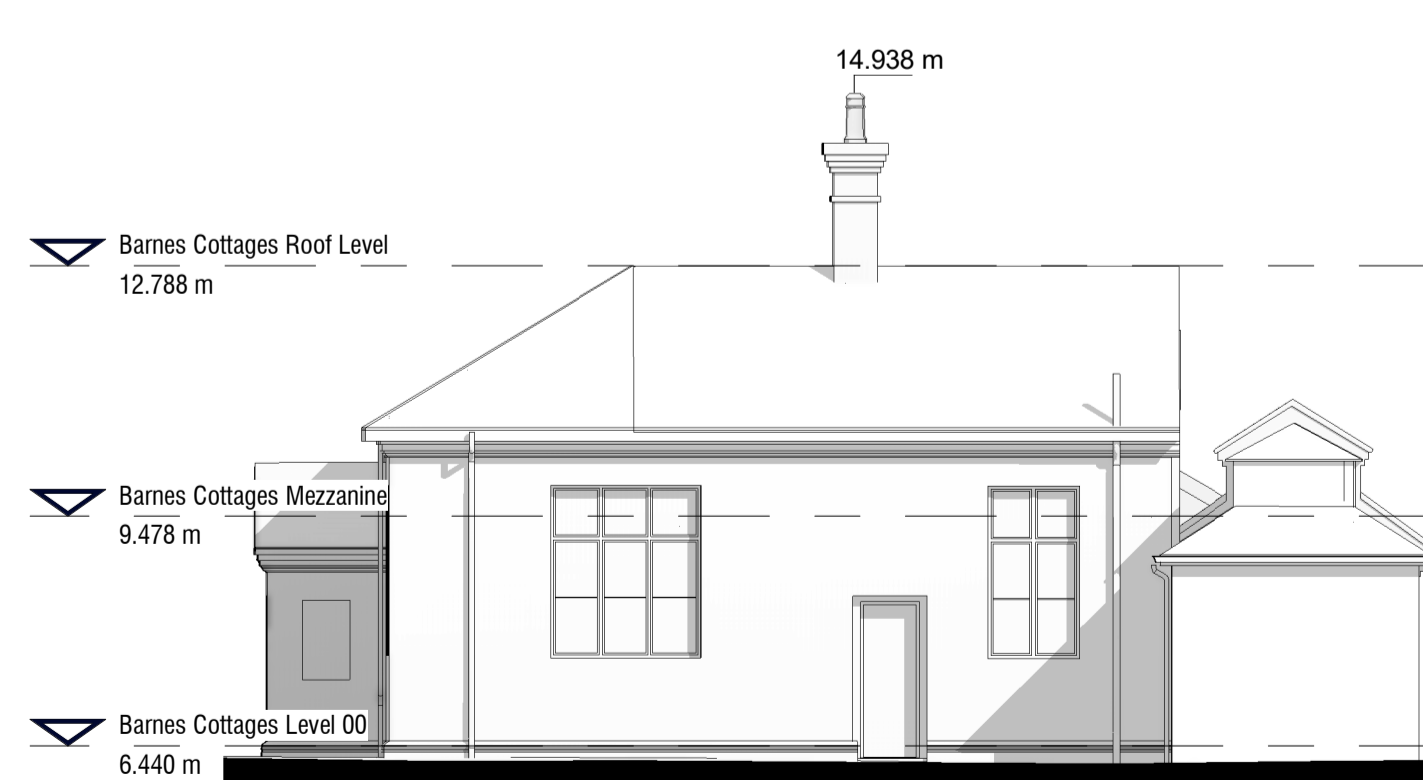 14.938 m
Barnes Cottages Roof Level
12.788 m
Barnes Cottages Mezzanine
9.478 m
Barnes Cottages Level 00
6.440 m